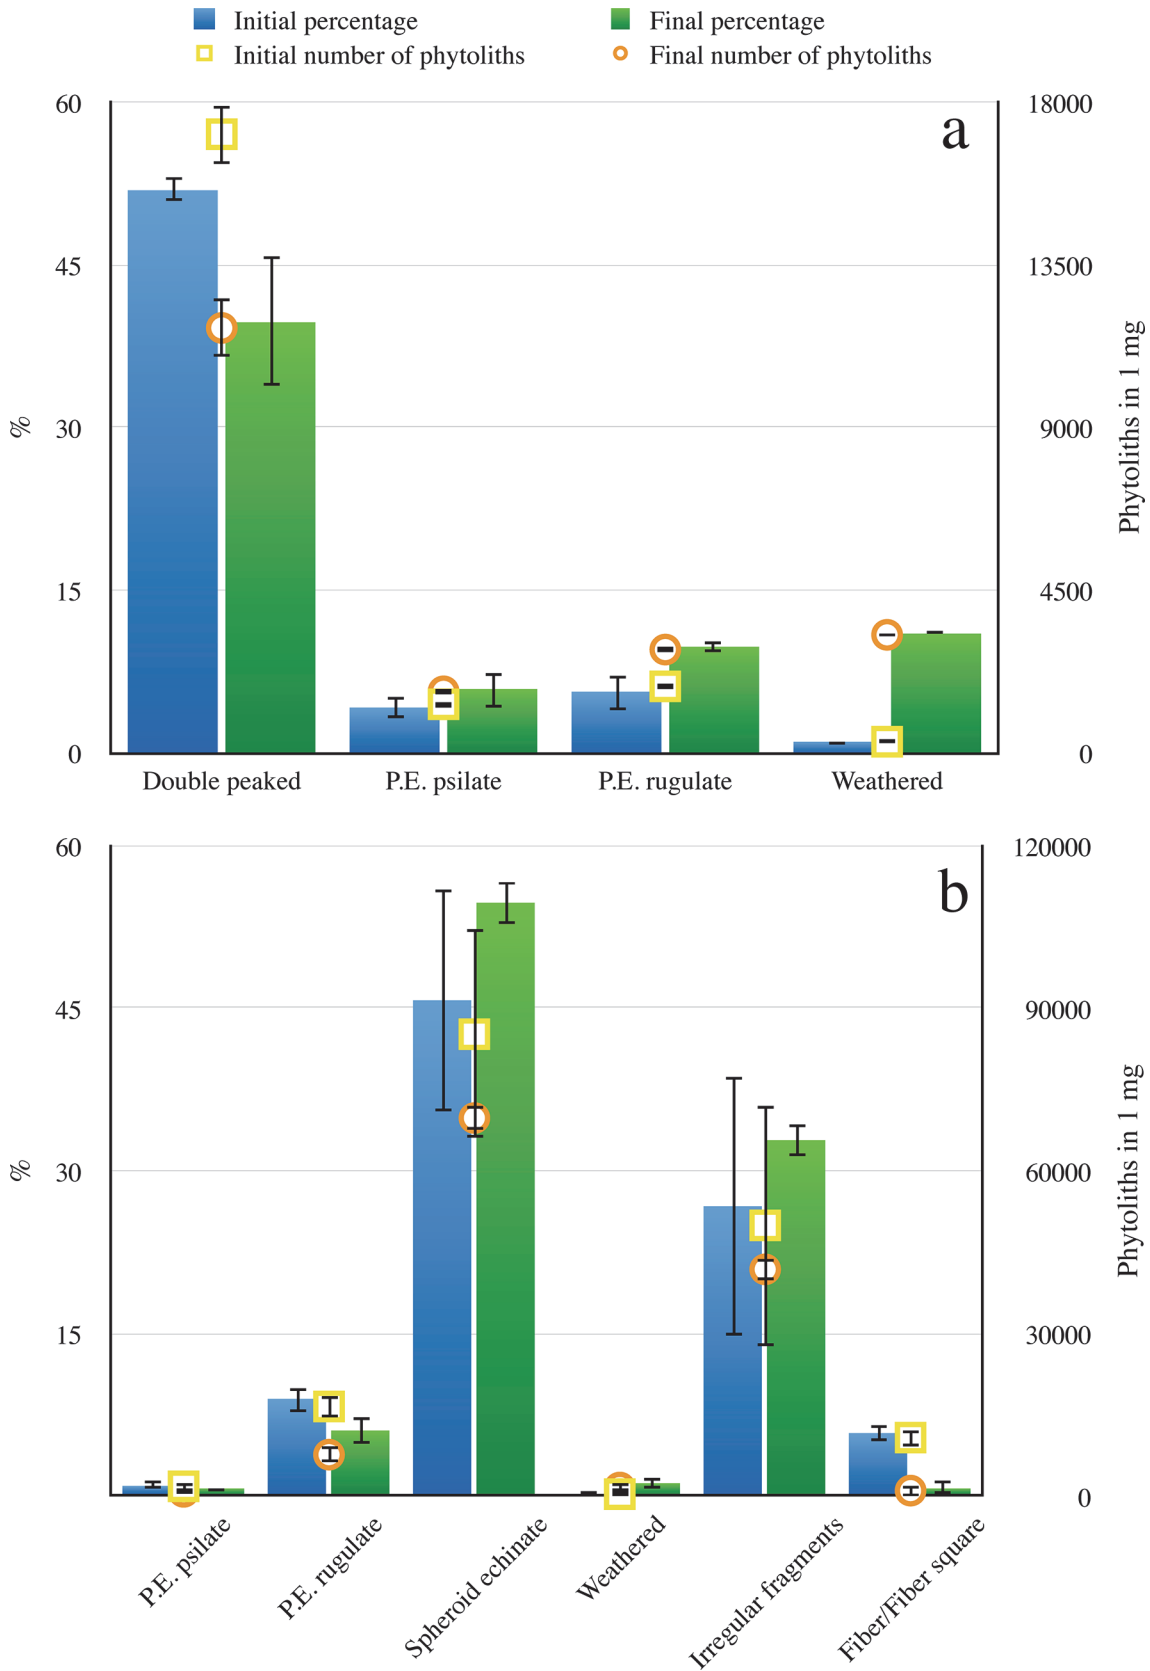 Initial percentage
Final percentage
Initial number of phytoliths
Final number of phytoliths
60
18000
a
45
13500
%
30
9000
Phytoliths in 1 mg
15
4500
0
0
Double peaked
P.E. psilate
P.E. rugulate
Weathered
60
120000
b
45
90000
%
30
60000
Phytoliths in 1 mg
15
30000
0
P.E. psilate
P.E. rugulate
Spheroid echinate
Weathered
Irregular fragments
Fiber/Fiber square